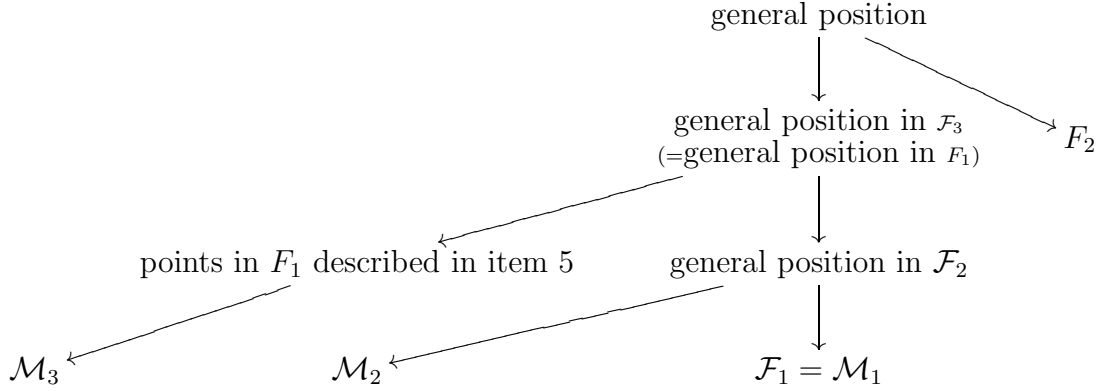 general position
general position in ℱ₃
(=general position in F₁)
F₂
points in F₁ described in item 5
general position in ℱ₂
ℳ₃
ℳ₂
ℱ₁ = ℳ₁